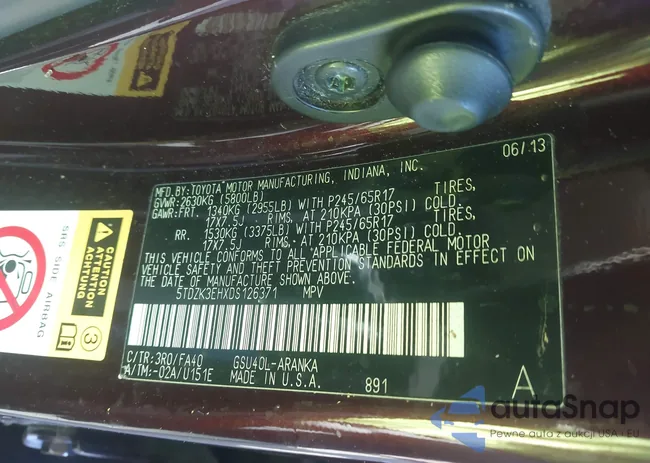 06/13
MFD. BY: TOYOTA MOTOR MANUFACTURING, INDIANA, INC.
GVWR: 2630KG (5800LB)
GAWR: FRT. 1340KG (2955LB) WITH P245/65R17 TIRES
17X7.5J RIMS, AT 210KPA (30PSI) COLD.
RR. 1530KG (3375LB) WITH P245/65R17 TIRES
17X7.5J RIMS, AT 210KPA (30PSI) COLD.
THIS VEHICLE CONFORMS TO ALL APPLICABLE FEDERAL MOTOR
VEHICLE SAFETY AND THEFT PREVENTION STANDARDS IN EFFECT ON
THE DATE OF MANUFACTURE SHOWN ABOVE.
5TDZK3EHXDS126371 MPV
C/TR: 3R0/FA40 GSU40L-ARANKA
A/TM: -02A/U151E MADE IN U.S.A. 891
A
SRS SIDE AIRBAG
CAUTION
ATTENTION
ACHTUNG
3
autoSnap
Pewne auta z aukcji USA i EU